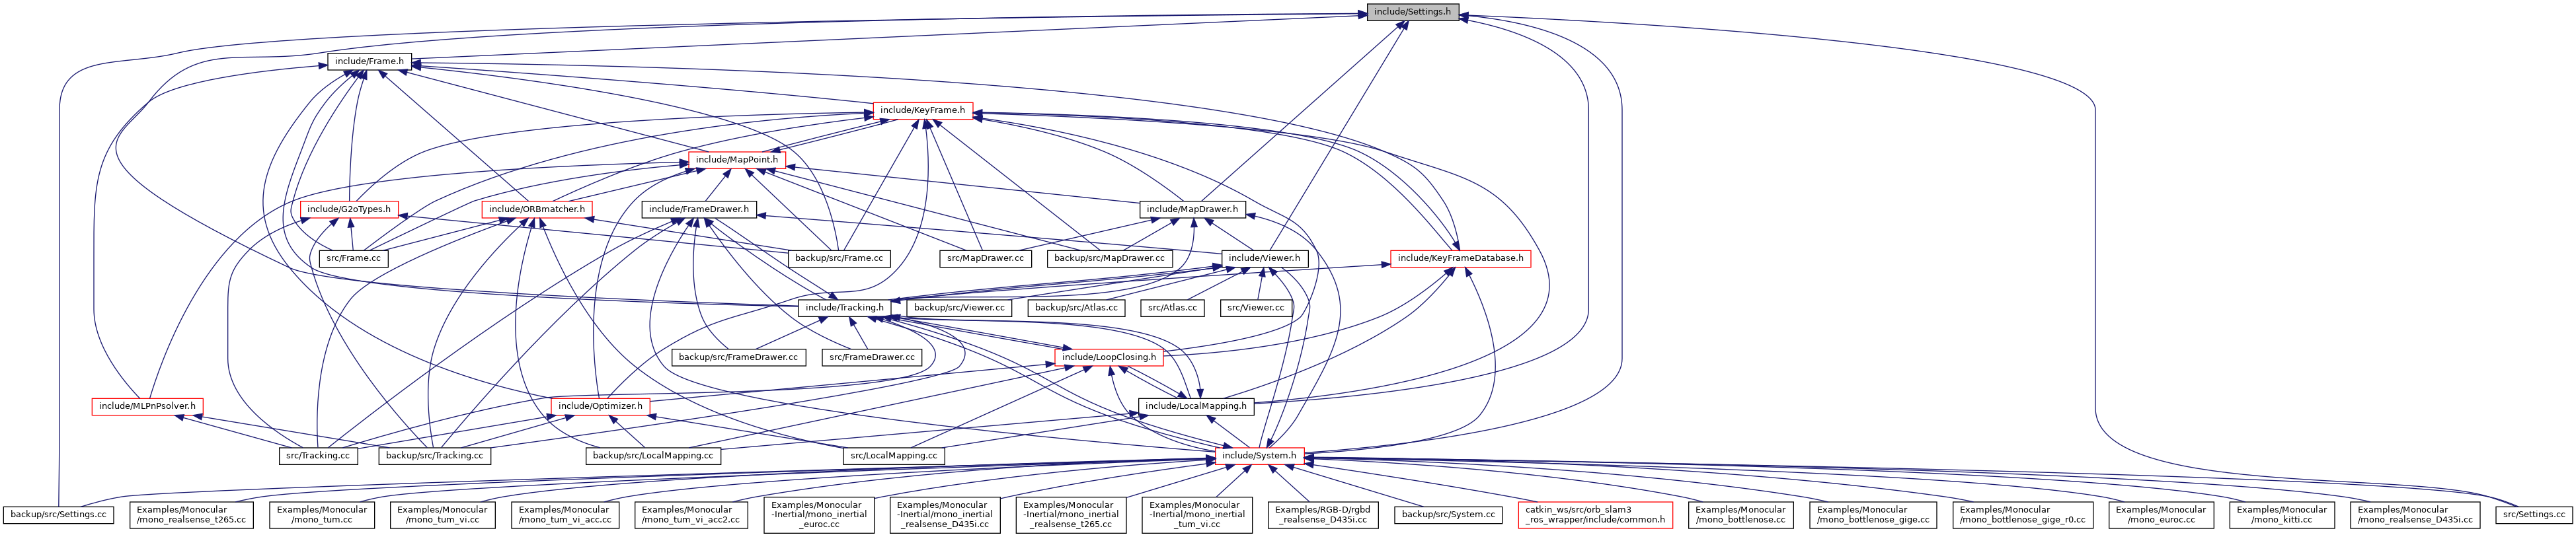 include/Settings.h
include/Frame.h
include/KeyFrame.h
include/MapPoint.h
include/G2oTypes.h
include/ORBmatcher.h
include/FrameDrawer.h
include/MapDrawer.h
src/Frame.cc
backup/src/Frame.cc
src/MapDrawer.cc
backup/src/MapDrawer.cc
include/Viewer.h
include/KeyFrameDatabase.h
include/Tracking.h
backup/src/Viewer.cc
backup/src/Atlas.cc
src/Atlas.cc
src/Viewer.cc
backup/src/FrameDrawer.cc
src/FrameDrawer.cc
include/LoopClosing.h
include/MLPnPsolver.h
include/Optimizer.h
include/LocalMapping.h
src/Tracking.cc
backup/src/Tracking.cc
backup/src/LocalMapping.cc
src/LocalMapping.cc
include/System.h
backup/src/Settings.cc
Examples/Monocular
/mono_realsense_t265.cc
Examples/Monocular
/mono_tum.cc
Examples/Monocular
/mono_tum_vi.cc
Examples/Monocular
/mono_tum_vi_acc.cc
Examples/Monocular
/mono_tum_vi_acc2.cc
Examples/Monocular
-Inertial/mono_inertial
_euroc.cc
Examples/Monocular
-Inertial/mono_inertial
_realsense_D435i.cc
Examples/Monocular
-Inertial/mono_inertial
_realsense_t265.cc
Examples/Monocular
-Inertial/mono_inertial
_tum_vi.cc
Examples/RGB-D/rgbd
_realsense_D435i.cc
backup/src/System.cc
catkin_ws/src/orb_slam3
_ros_wrapper/include/common.h
Examples/Monocular
/mono_bottlenose.cc
Examples/Monocular
/mono_bottlenose_gige.cc
Examples/Monocular
/mono_bottlenose_gige_r0.cc
Examples/Monocular
/mono_euroc.cc
Examples/Monocular
/mono_kitti.cc
Examples/Monocular
/mono_realsense_D435i.cc
src/Settings.cc